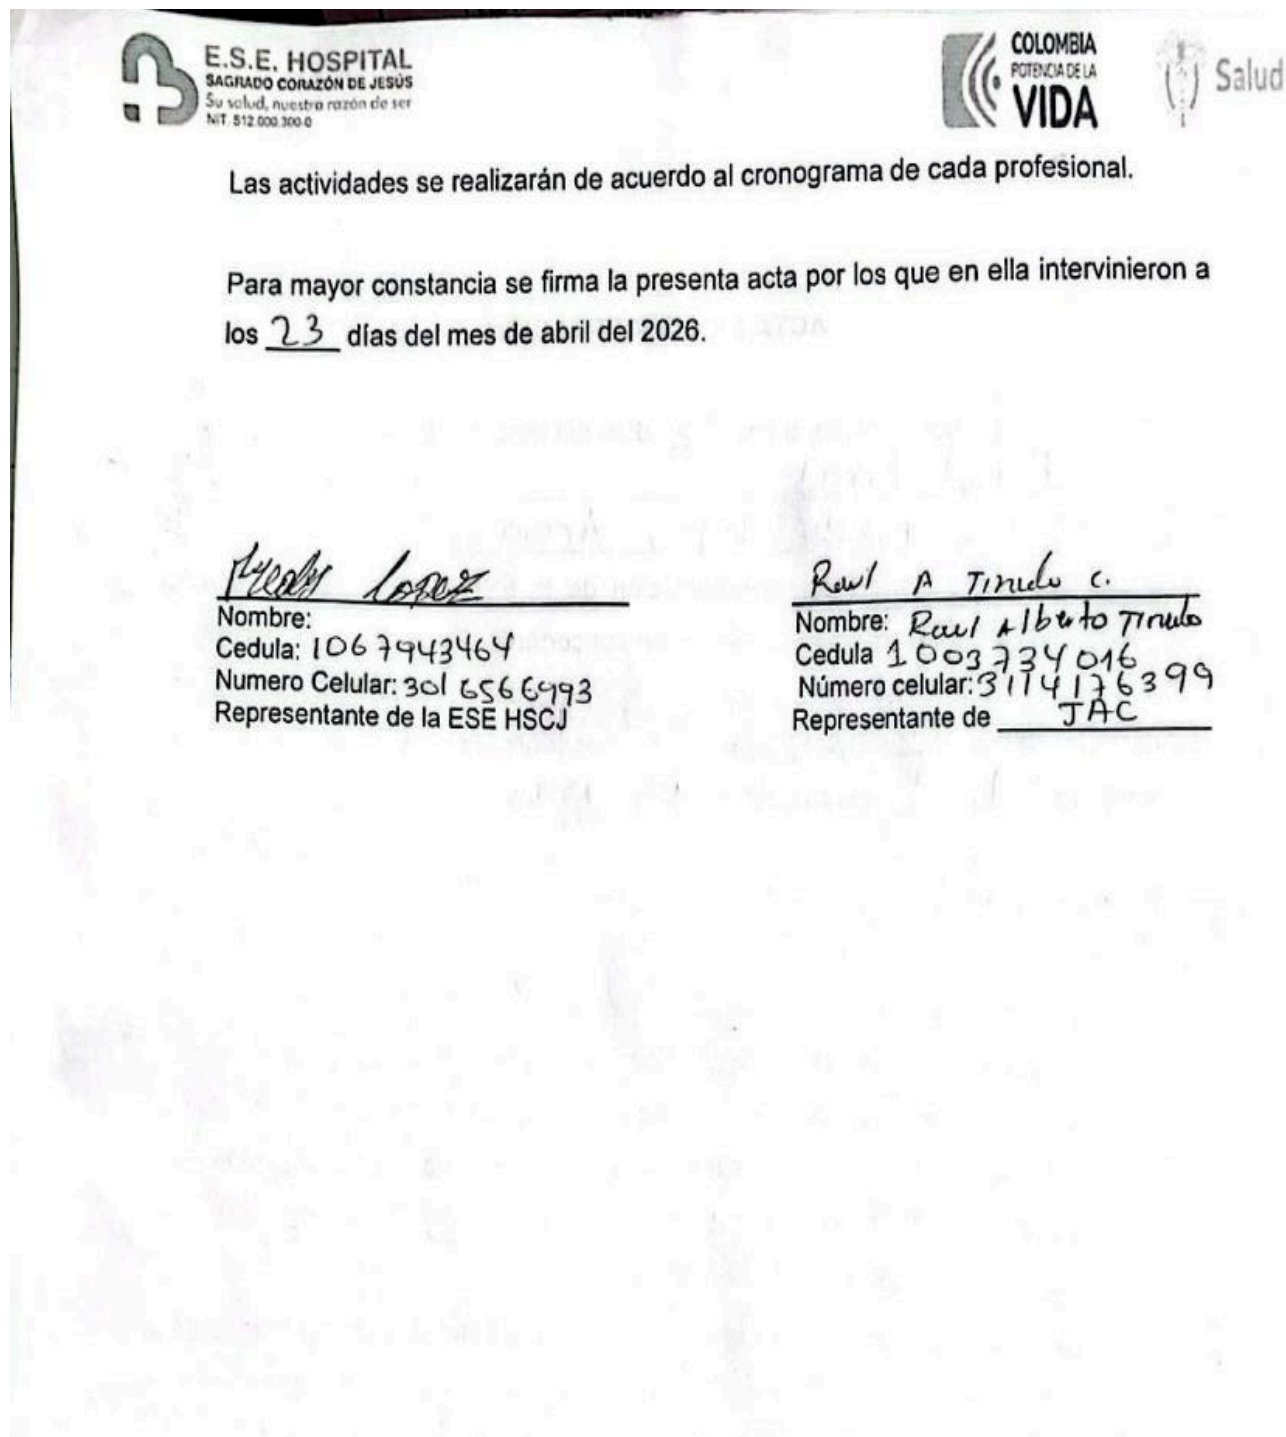 E.S.E. HOSPITAL
SAGRADO CORAZÓN DE JESÚS
Su salud, nuestra razón de ser
NIT. 812.000.300-0
COLOMBIA
POTENCIA DE LA
VIDA
Salud
Las actividades se realizarán de acuerdo al cronograma de cada profesional.
Para mayor constancia se firma la presenta acta por los que en ella intervinieron a
los 23 días del mes de abril del 2026.
Lopez
Nombre:
Cedula: 1067943464
Numero Celular: 301 6566993
Representante de la ESE HSCJ
Raul A Tirado C.
Nombre: Raul Alberto Tirado
Cedula 1003734016
Número celular: 3114176399
Representante de JAC